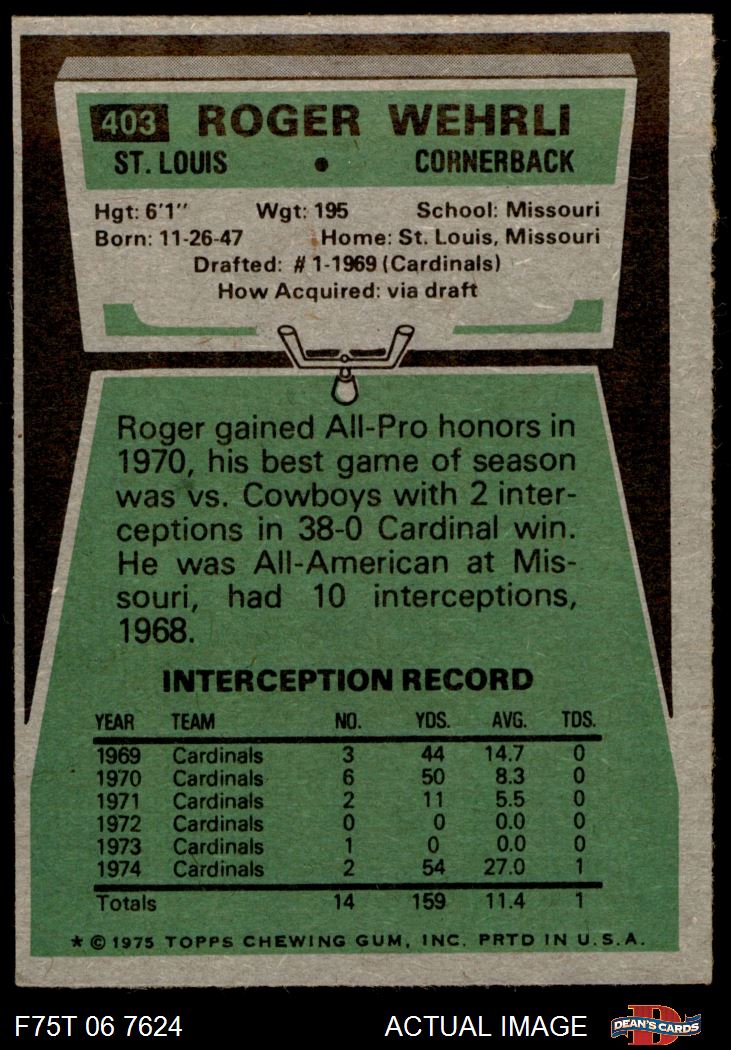 403 ROGER WEHRLI
ST. LOUIS • CORNERBACK
Hgt: 6'1'' Wgt: 195 School: Missouri
Born: 11-26-47 Home: St. Louis, Missouri
Drafted: #1-1969 (Cardinals)
How Acquired: via draft
Roger gained All-Pro honors in
1970, his best game of season
was vs. Cowboys with 2 inter-
ceptions in 38-0 Cardinal win.
He was All-American at Mis-
souri, had 10 interceptions,
1968.
INTERCEPTION RECORD
YEAR TEAM NO. YDS. AVG. TDS.
1969 Cardinals 3 44 14.7 0
1970 Cardinals 6 50 8.3 0
1971 Cardinals 2 11 5.5 0
1972 Cardinals 0 0 0.0 0
1973 Cardinals 1 0 0.0 0
1974 Cardinals 2 54 27.0 1
Totals 14 159 11.4 1
* © 1975 TOPPS CHEWING GUM, INC. PRTD IN U.S.A.
F75T 06 7624 ACTUAL IMAGE D DEAN'S CARDS